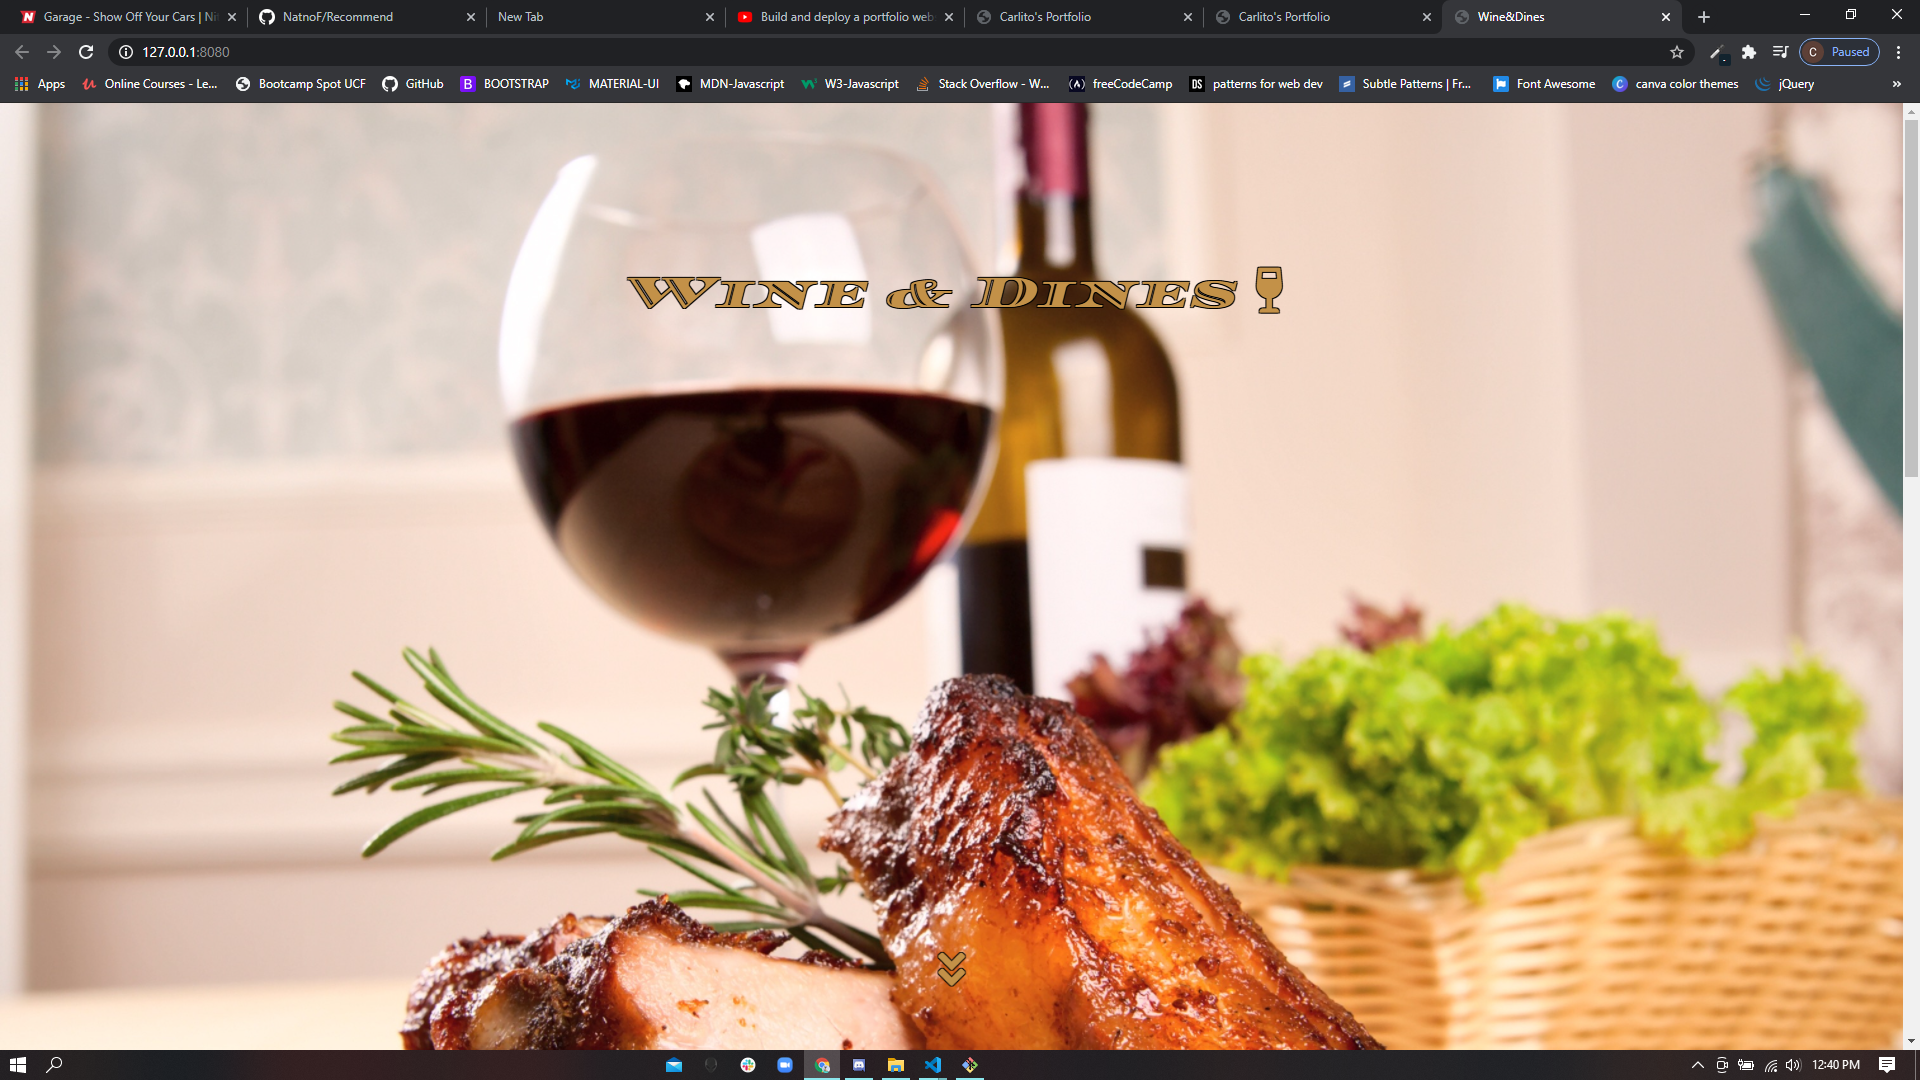 Garage - Show Off Your Cars | Nit
NatnoF/Recommend
New Tab
Build and deploy a portfolio web
Carlito's Portfolio
Carlito's Portfolio
Wine&Dines
127.0.0.1:8080
C Paused
Apps
Online Courses - Le...
Bootcamp Spot UCF
GitHub
B BOOTSTRAP
MATERIAL-UI
MDN-Javascript
W3-Javascript
Stack Overflow - W...
freeCodeCamp
DS patterns for web dev
Subtle Patterns | Fr...
Font Awesome
C canva color themes
jQuery
»
Wine & Dines
12:40 PM